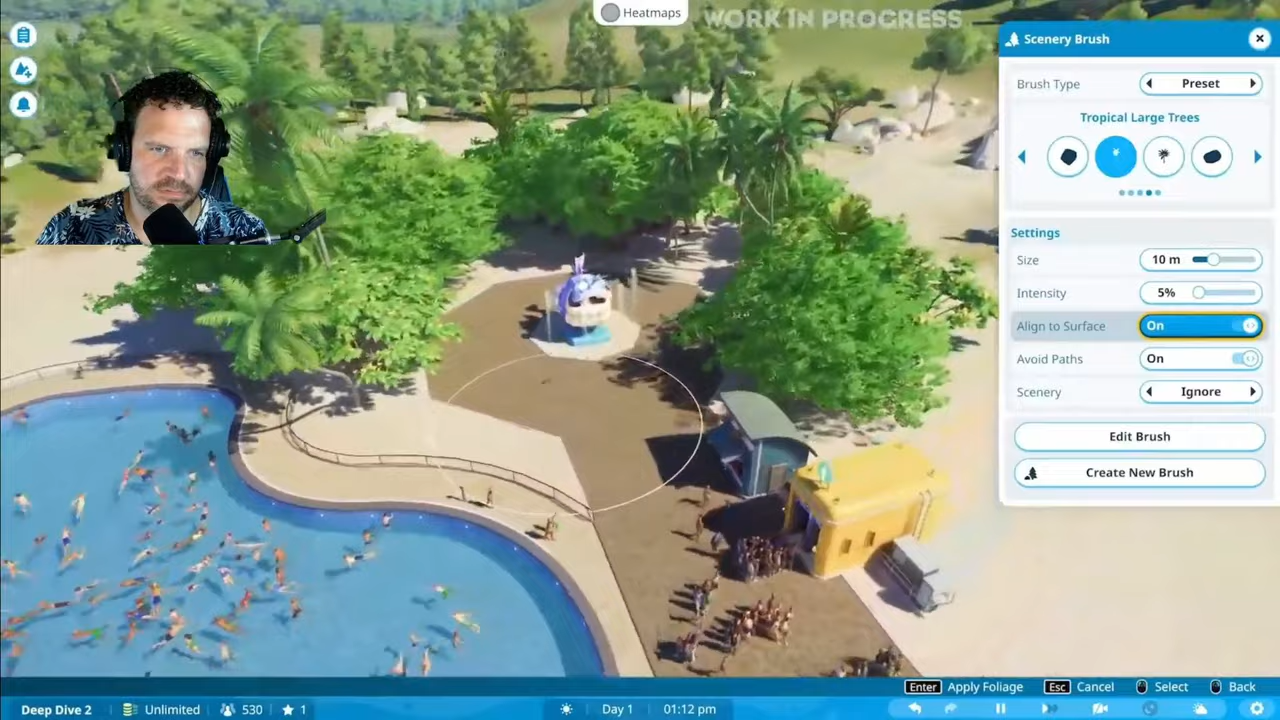 Heatmaps
WORK IN PROGRESS
Scenery Brush
Brush Type
Preset
Tropical Large Trees
Settings
Size
10 m
Intensity
5%
Align to Surface
On
Avoid Paths
On
Scenery
Ignore
Edit Brush
Create New Brush
Enter Apply Foliage
Esc Cancel
Select
Back
Deep Dive 2
Unlimited
530
1
Day 1
01:12 pm